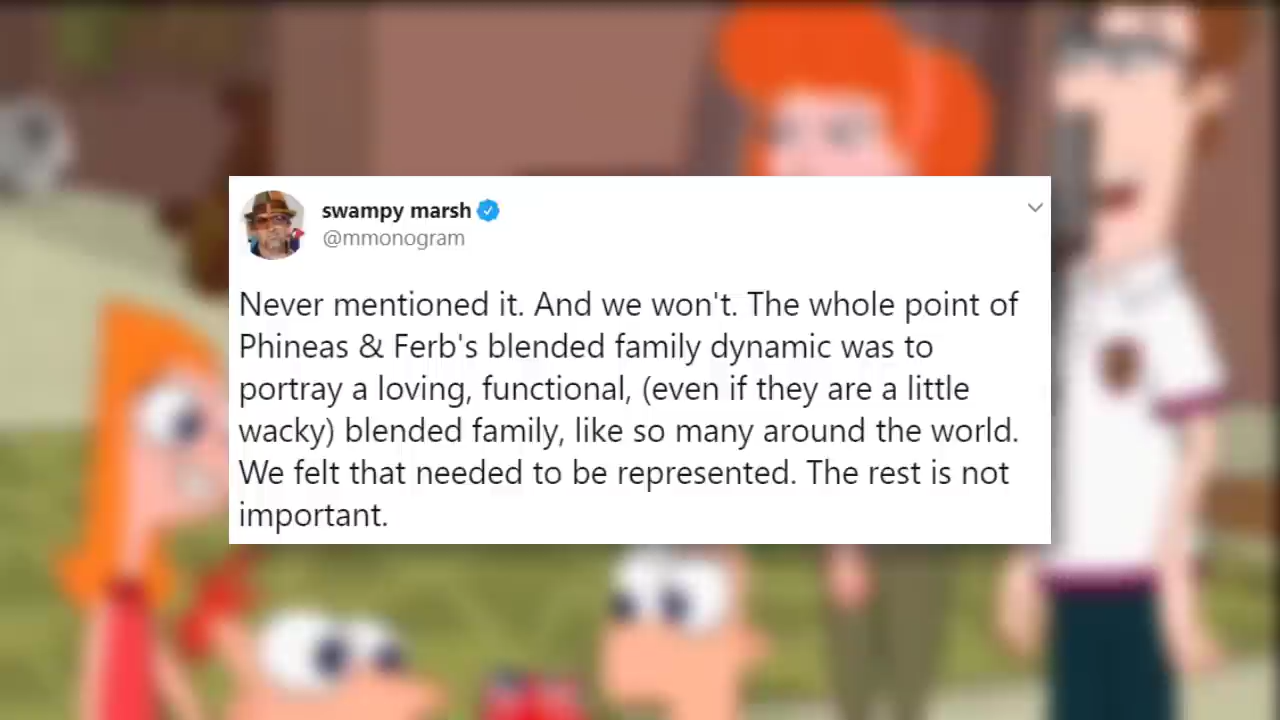 swampy marsh
@mmonogram
Never mentioned it. And we won't. The whole point of
Phineas & Ferb's blended family dynamic was to
portray a loving, functional, (even if they are a little
wacky) blended family, like so many around the world.
We felt that needed to be represented. The rest is not
important.